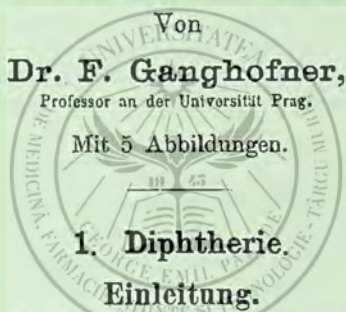 Von
Dr. F. Ganghofner,
Professor an der Universität Prag.
Mit 5 Abbildungen.
1. Diphtherie.
Einleitung.